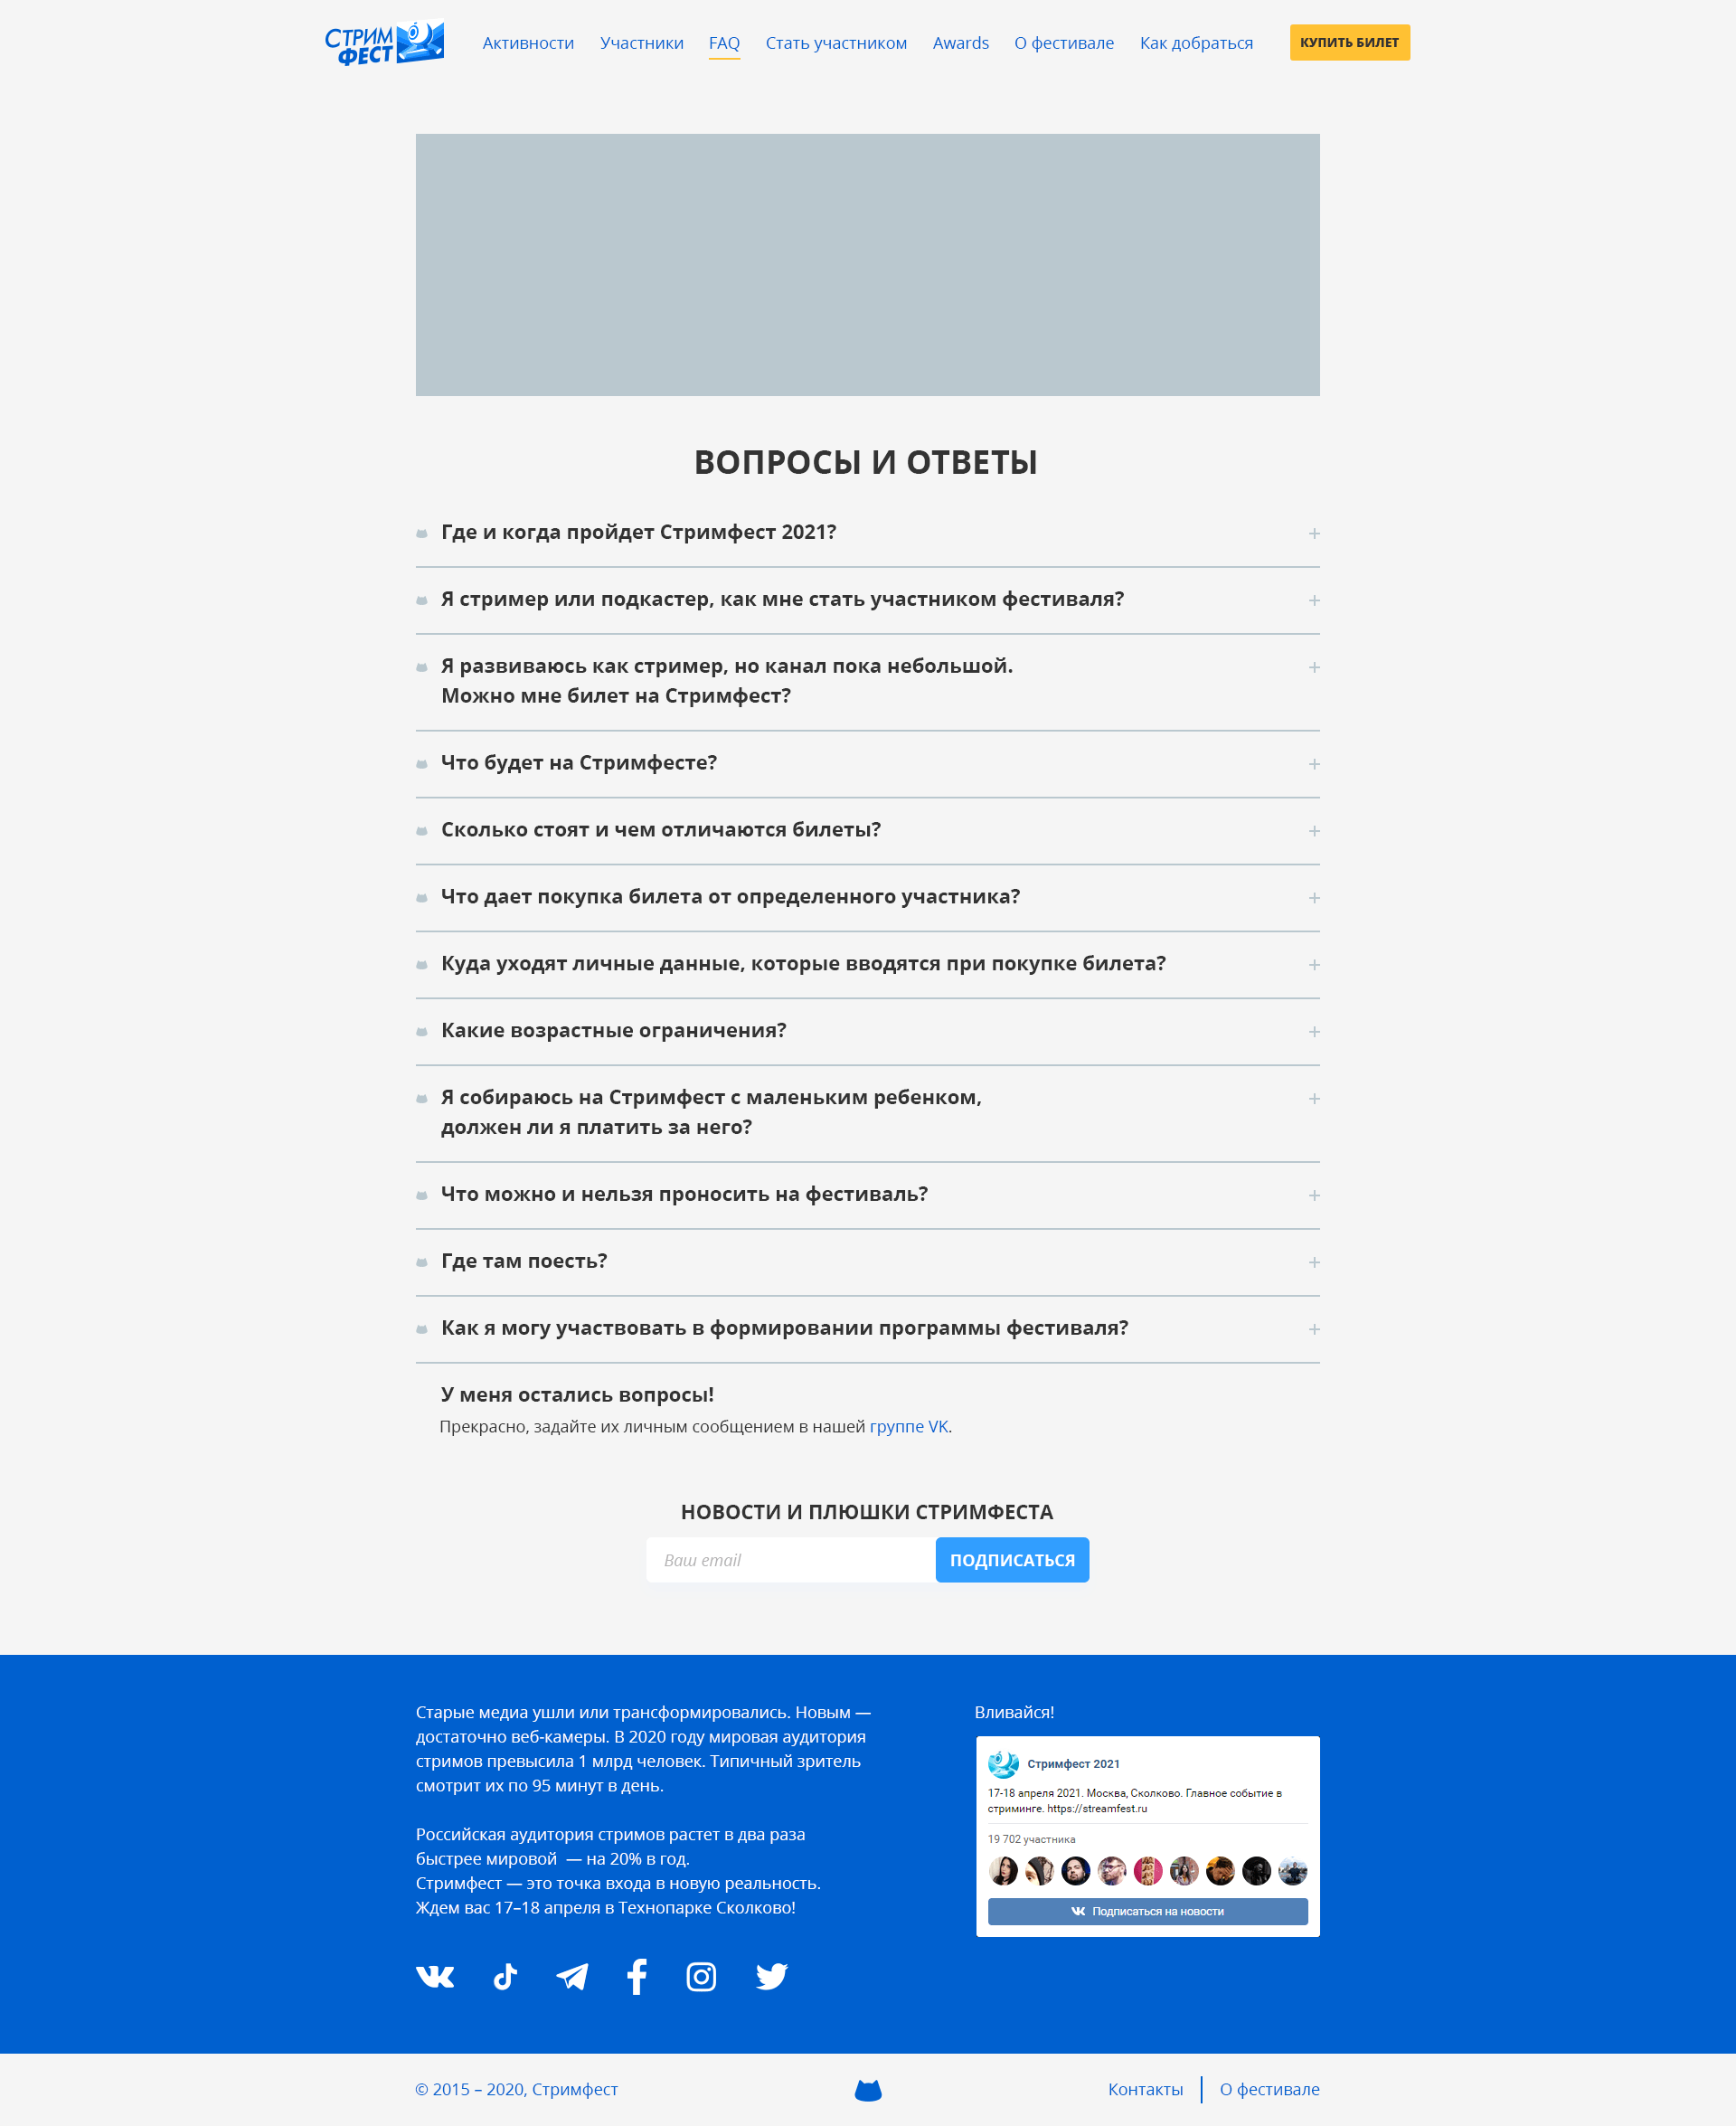 СТРИМ
ФЕСТ
Активности Участники FAQ Стать участником Awards О фестивале Как добраться КУПИТЬ БИЛЕТ
ВОПРОСЫ И ОТВЕТЫ
Где и когда пройдет Стримфест 2021?
Я стример или подкастер, как мне стать участником фестиваля?
Я развиваюсь как стример, но канал пока небольшой.
Можно мне билет на Стримфест?
Что будет на Стримфесте?
Сколько стоят и чем отличаются билеты?
Что дает покупка билета от определенного участника?
Куда уходят личные данные, которые вводятся при покупке билета?
Какие возрастные ограничения?
Я собираюсь на Стримфест с маленьким ребенком,
должен ли я платить за него?
Что можно и нельзя проносить на фестиваль?
Где там поесть?
Как я могу участвовать в формировании программы фестиваля?
У меня остались вопросы!
Прекрасно, задайте их личным сообщением в нашей группе VK.
НОВОСТИ И ПЛЮШКИ СТРИМФЕСТА
Ваш email ПОДПИСАТЬСЯ
Старые медиа ушли или трансформировались. Новым —
достаточно веб-камеры. В 2020 году мировая аудитория
стримов превысила 1 млрд человек. Типичный зритель
смотрит их по 95 минут в день.
Российская аудитория стримов растет в два раза
быстрее мировой — на 20% в год.
Стримфест — это точка входа в новую реальность.
Ждем вас 17–18 апреля в Технопарке Сколково!
Вливайся!
Стримфест 2021
17-18 апреля 2021. Москва, Сколково. Главное событие в
стриминге. https://streamfest.ru
19 702 участника
Подписаться на новости
© 2015 – 2020, Стримфест
Контакты О фестивале